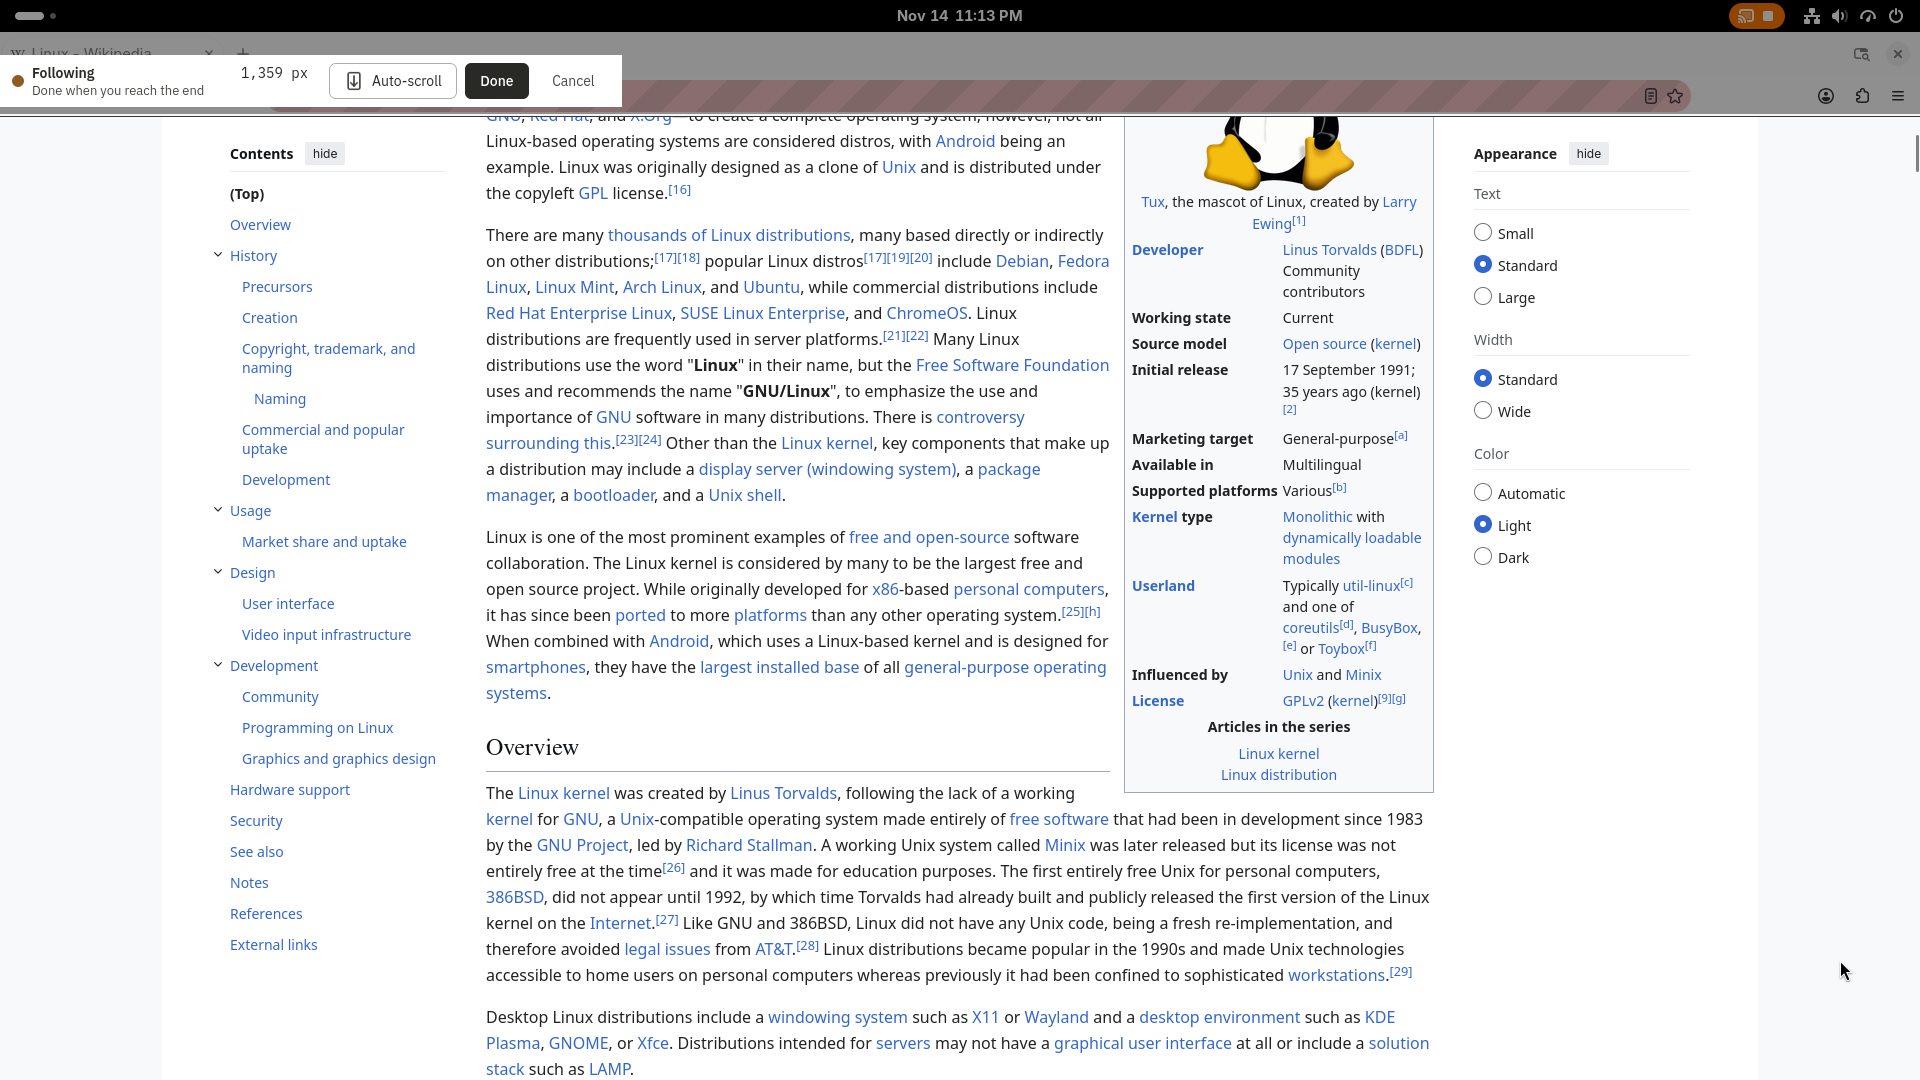 Nov 14 11:13 PM
Linux - Wikipedia
Following
Done when you reach the end
1,359 px
Auto-scroll
Done
Cancel
Contents hide
(Top)
Overview
History
Precursors
Creation
Copyright, trademark, and
naming
Naming
Commercial and popular
uptake
Development
Usage
Market share and uptake
Design
User interface
Video input infrastructure
Development
Community
Programming on Linux
Graphics and graphics design
Hardware support
Security
See also
Notes
References
External links
GNU, Red Hat, and X.Org—to create a complete operating system; however, not all
Linux-based operating systems are considered distros, with Android being an
example. Linux was originally designed as a clone of Unix and is distributed under
the copyleft GPL license.[16]
There are many thousands of Linux distributions, many based directly or indirectly
on other distributions;[17][18] popular Linux distros[17][19][20] include Debian, Fedora
Linux, Linux Mint, Arch Linux, and Ubuntu, while commercial distributions include
Red Hat Enterprise Linux, SUSE Linux Enterprise, and ChromeOS. Linux
distributions are frequently used in server platforms.[21][22] Many Linux
distributions use the word "Linux" in their name, but the Free Software Foundation
uses and recommends the name "GNU/Linux", to emphasize the use and
importance of GNU software in many distributions. There is controversy
surrounding this.[23][24] Other than the Linux kernel, key components that make up
a distribution may include a display server (windowing system), a package
manager, a bootloader, and a Unix shell.
Linux is one of the most prominent examples of free and open-source software
collaboration. The Linux kernel is considered by many to be the largest free and
open source project. While originally developed for x86-based personal computers,
it has since been ported to more platforms than any other operating system.[25][h]
When combined with Android, which uses a Linux-based kernel and is designed for
smartphones, they have the largest installed base of all general-purpose operating
systems.
Overview
The Linux kernel was created by Linus Torvalds, following the lack of a working
kernel for GNU, a Unix-compatible operating system made entirely of free software that had been in development since 1983
by the GNU Project, led by Richard Stallman. A working Unix system called Minix was later released but its license was not
entirely free at the time[26] and it was made for education purposes. The first entirely free Unix for personal computers,
386BSD, did not appear until 1992, by which time Torvalds had already built and publicly released the first version of the Linux
kernel on the Internet.[27] Like GNU and 386BSD, Linux did not have any Unix code, being a fresh re-implementation, and
therefore avoided legal issues from AT&T.[28] Linux distributions became popular in the 1990s and made Unix technologies
accessible to home users on personal computers whereas previously it had been confined to sophisticated workstations.[29]
Desktop Linux distributions include a windowing system such as X11 or Wayland and a desktop environment such as KDE
Plasma, GNOME, or Xfce. Distributions intended for servers may not have a graphical user interface at all or include a solution
stack such as LAMP.
Tux, the mascot of Linux, created by Larry
Ewing[1]
Developer Linus Torvalds (BDFL)
Community
contributors
Working state Current
Source model Open source (kernel)
Initial release 17 September 1991;
35 years ago (kernel)
[2]
Marketing target General-purpose[a]
Available in Multilingual
Supported platforms Various[b]
Kernel type Monolithic with
dynamically loadable
modules
Userland Typically util-linux[c]
and one of
coreutils[d], BusyBox,
[e] or Toybox[f]
Influenced by Unix and Minix
License GPLv2 (kernel)[9][g]
Articles in the series
Linux kernel
Linux distribution
Appearance hide
Text
Small
Standard
Large
Width
Standard
Wide
Color
Automatic
Light
Dark